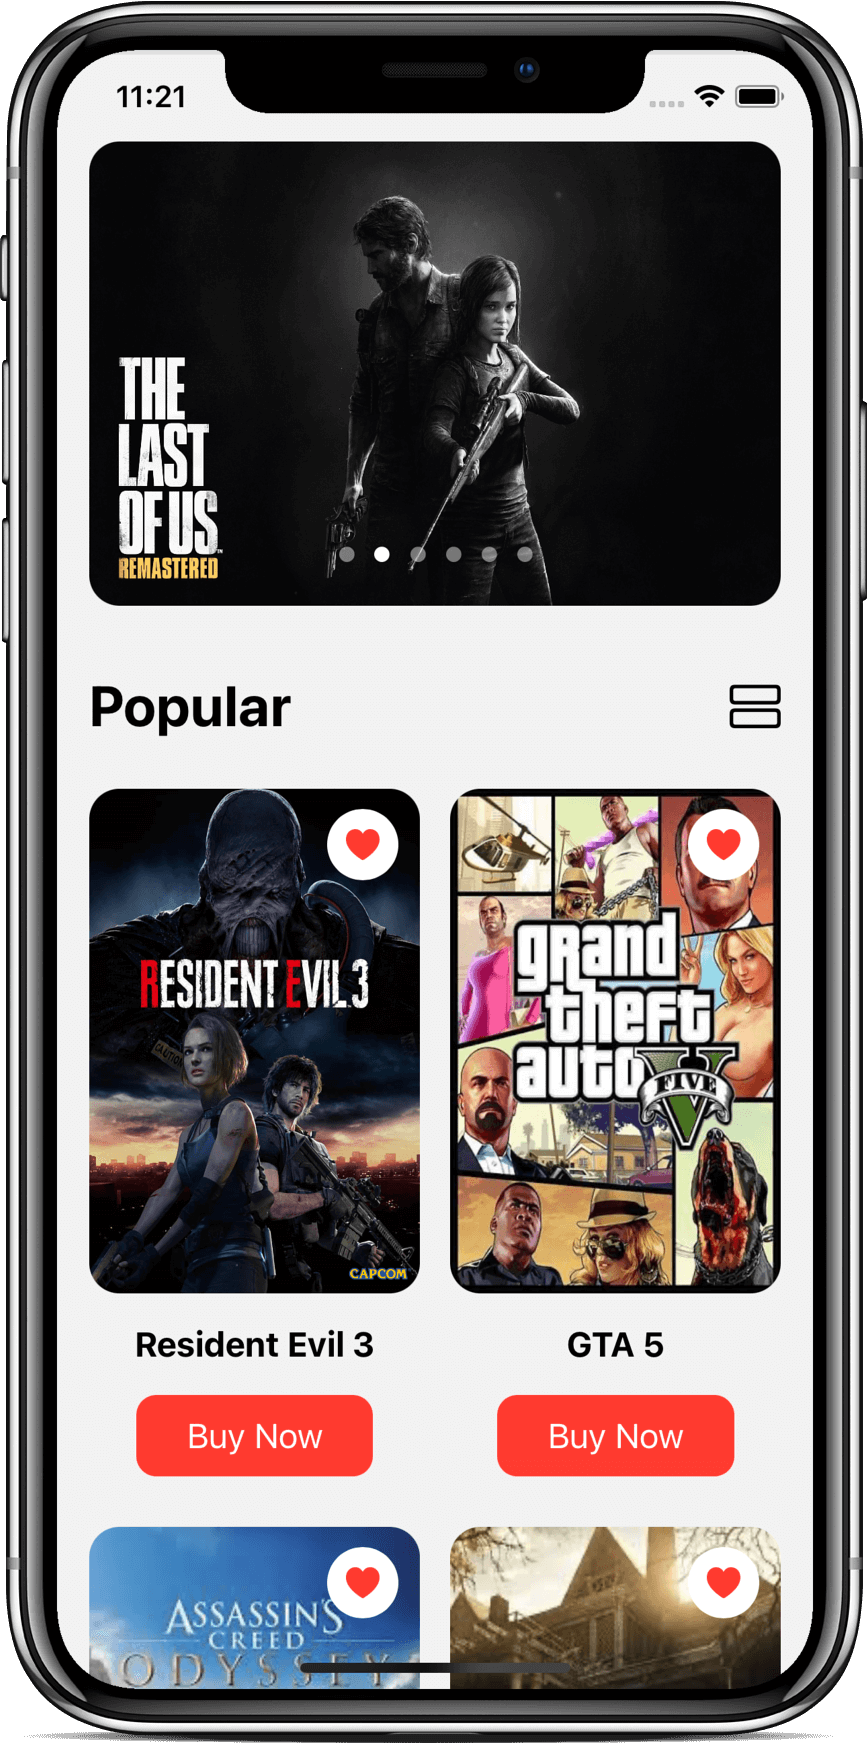 11:21
THE
LAST
OF US
REMASTERED
Popular
RESIDENT EVIL 3
CAUTION
CAPCOM
grand
theft
auto
FIVE
Resident Evil 3
GTA 5
Buy Now
Buy Now
ASSASSIN'S
CREED
ODYSSEY